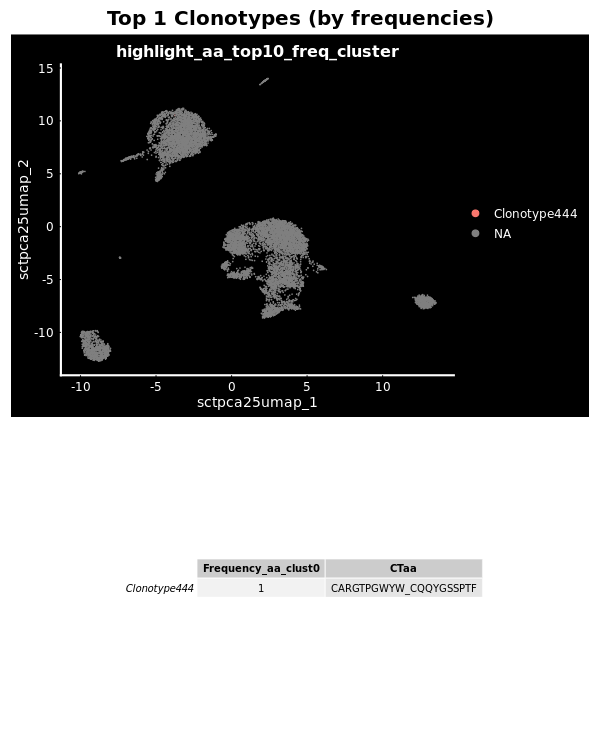 Top 1 Clonotypes (by frequencies)
highlight_aa_top10_freq_cluster
15
10
5
0
-5
-10
sctpca25umap_2
-10 -5 0 5 10
sctpca25umap_1
Clonotype444
NA
Frequency_aa_clust0 CTaa
Clonotype444 1 CARGTPGWYW_CQQYGSSPTF